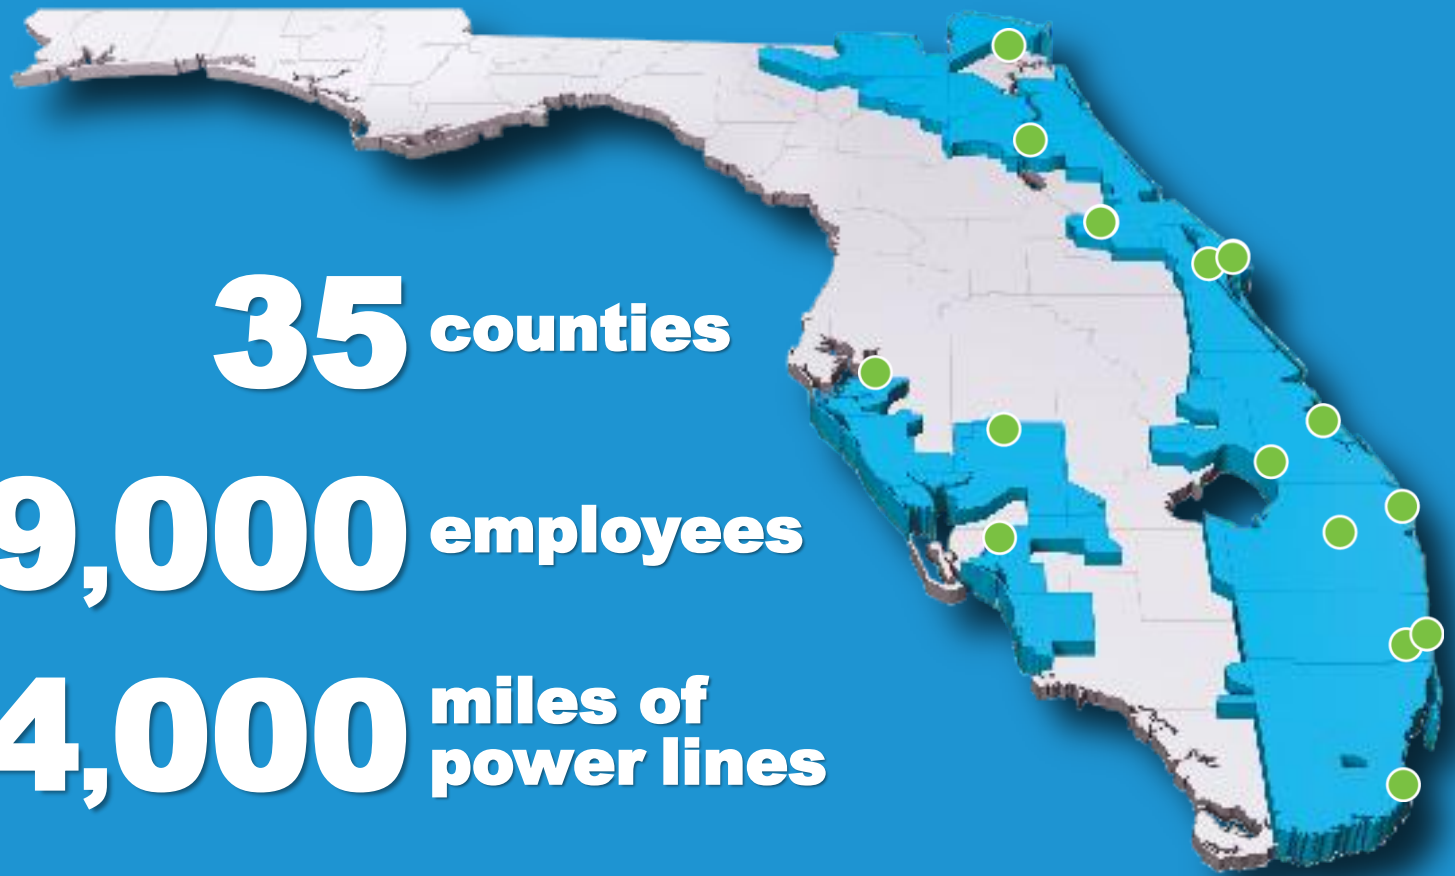 35 counties
9,000 employees
4,000 miles of
power lines